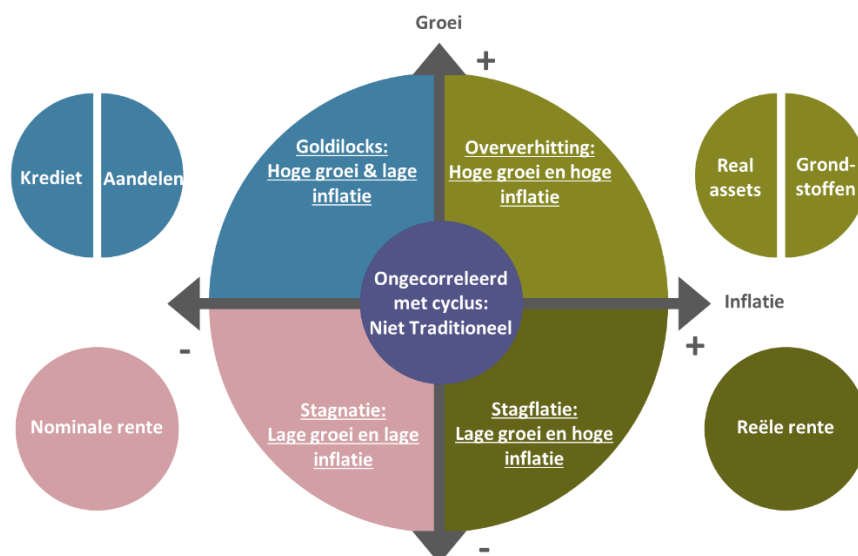 Groei
+
Krediet
Aandelen
Goldilocks:
Hoge groei & lage
inflatie
Oververhitting:
Hoge groei en hoge
inflatie
Real
assets
Grond-
stoffen
Ongecorreleerd
met cyclus:
Niet Traditioneel
Inflatie
-
+
Nominale rente
Stagnatie:
Lage groei en lage
inflatie
Stagflatie:
Lage groei en hoge
inflatie
Reële rente
-